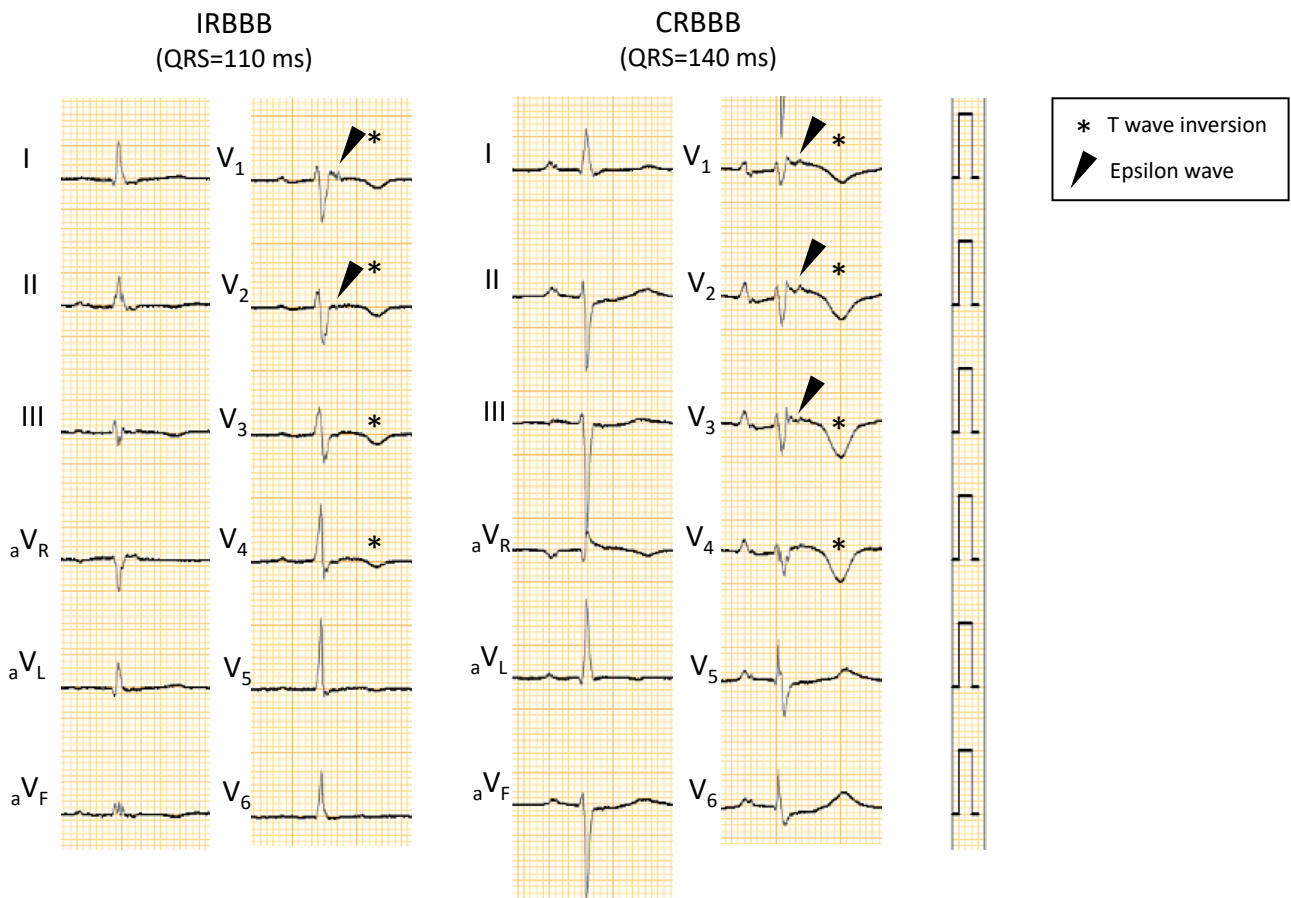 IRBBB
(QRS=110 ms)
I
II
III
aVR
aVL
aVF
V1
V2
V3
V4
V5
V6
*
*
*
*
CRBBB
(QRS=140 ms)
I
II
III
aVR
aVL
aVF
V1
V2
V3
V4
V5
V6
*
*
*
*
* T wave inversion
Epsilon wave